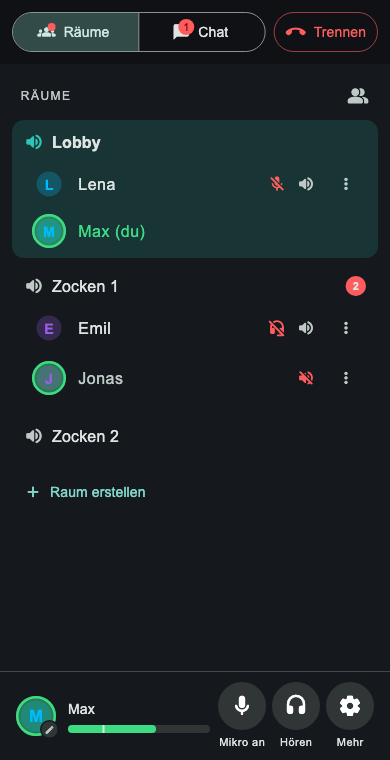 Räume
1
Chat
Trennen
RÄUME
Lobby
L
Lena
M
Max (du)
Zocken 1
2
E
Emil
J
Jonas
Zocken 2
+ Raum erstellen
M
Max
Mikro an
Hören
Mehr